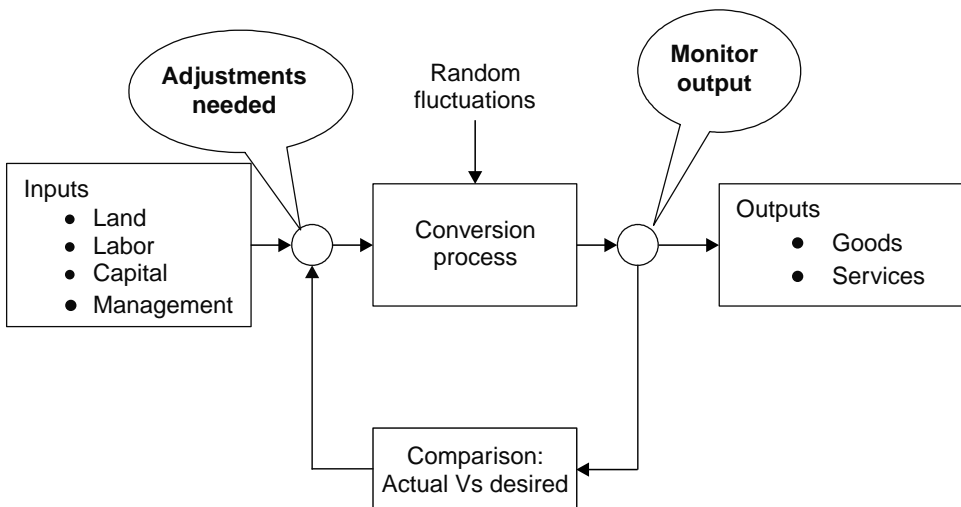 Adjustments
needed
Random
fluctuations
Monitor
output
Inputs
● Land
● Labor
● Capital
● Management
Conversion
process
Outputs
● Goods
● Services
Comparison:
Actual Vs desired